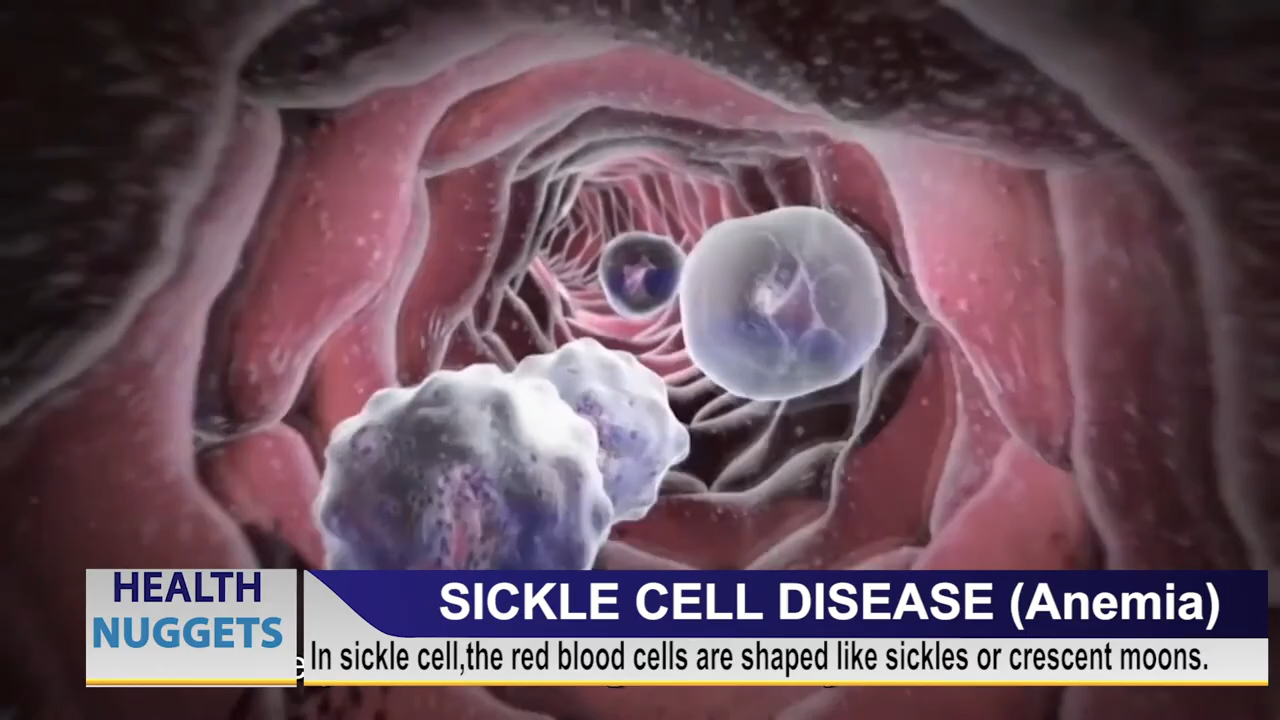 HEALTH
NUGGETS
SICKLE CELL DISEASE (Anemia)
In sickle cell,the red blood cells are shaped like sickles or crescent moons.